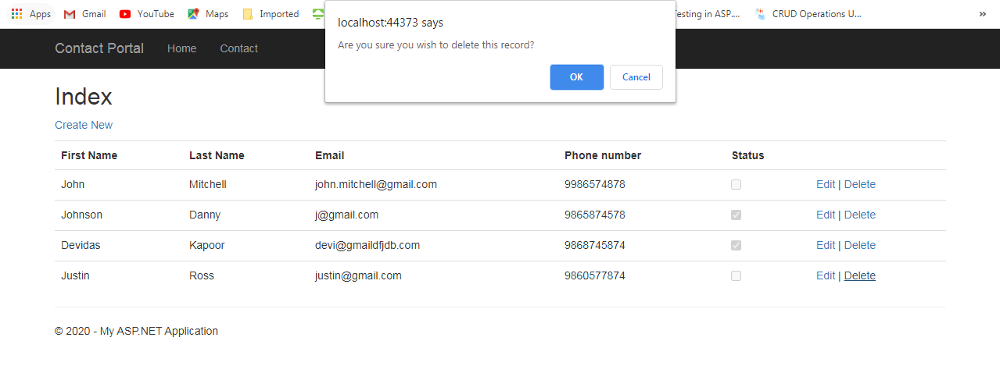 Apps Gmail YouTube Maps Imported esting in ASP.... CRUD Operations U... »
localhost:44373 says
Are you sure you wish to delete this record?
OK Cancel
Contact Portal Home Contact
Index
Create New
First Name Last Name Email Phone number Status
John Mitchell john.mitchell@gmail.com 9986574878 Edit | Delete
Johnson Danny j@gmail.com 9865874578 Edit | Delete
Devidas Kapoor devi@gmaildfjdb.com 9868745874 Edit | Delete
Justin Ross justin@gmail.com 9860577874 Edit | Delete
© 2020 - My ASP.NET Application